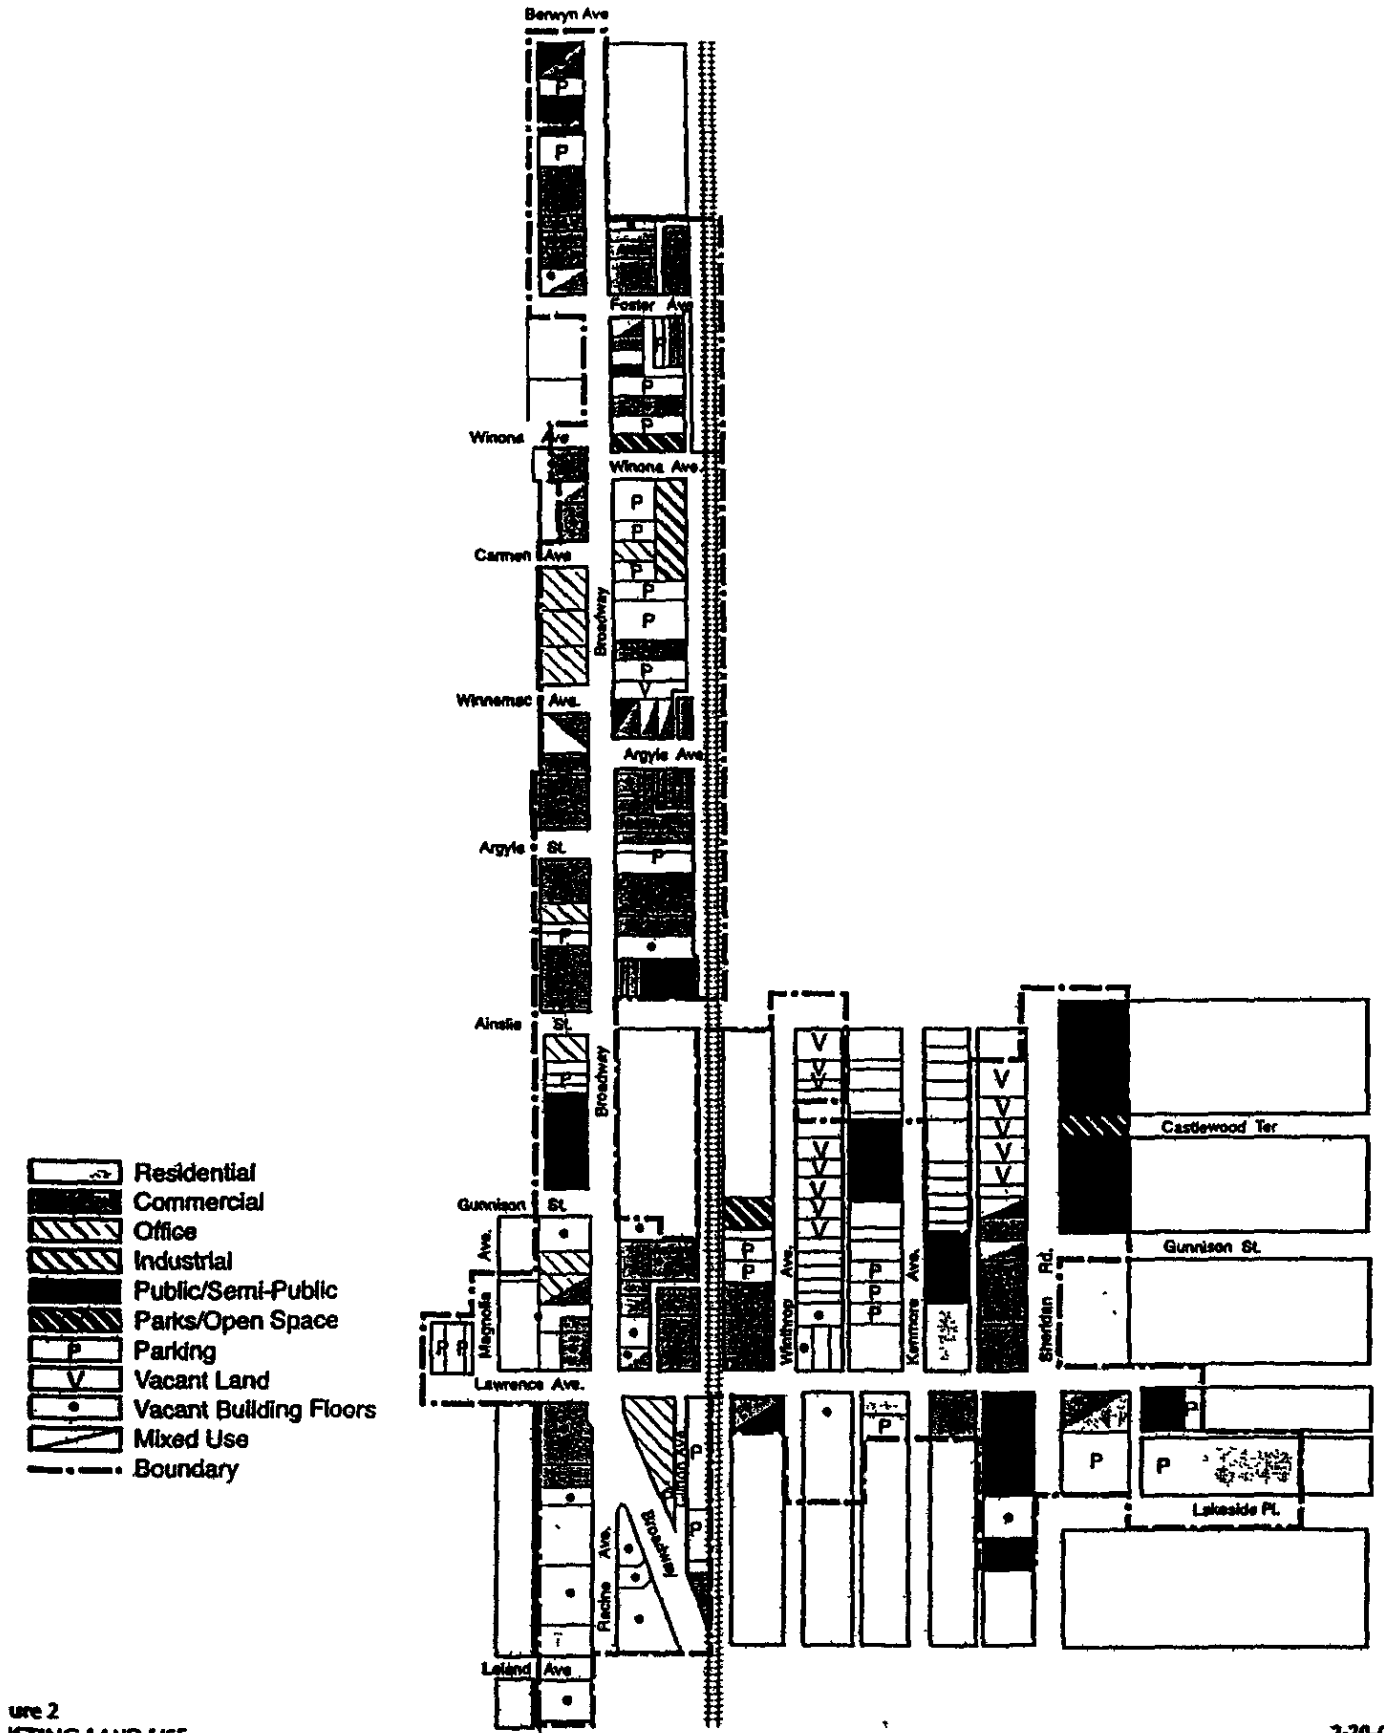 Berwyn Ave
P
P
Foster Ave
P
P
P
Winona Ave
Winona Ave.
P
P
Carmen Ave
P
P
Broadway
P
P
V
Winnemac Ave.
Argyle Ave
Argyle St.
P
P
Ainslie St.
Broadway
P
V
V
V
V
V
V
V
V
Castlewood Ter
V
V
V
V
V
Gunnison St.
Gunnison St.
P
P
P
P
P
Magnolia Ave.
Winthrop Ave.
Kenmore Ave.
Sheridan Rd.
P
P
Lawrence Ave.
P
P
P
P
P
P
Lakeside Pl.
Racine Ave.
Broadway
Clifton Ave.
Leland Ave
Residential
Commercial
Office
Industrial
Public/Semi-Public
Parks/Open Space
P Parking
V Vacant Land
Vacant Building Floors
Mixed Use
Boundary
ure 2